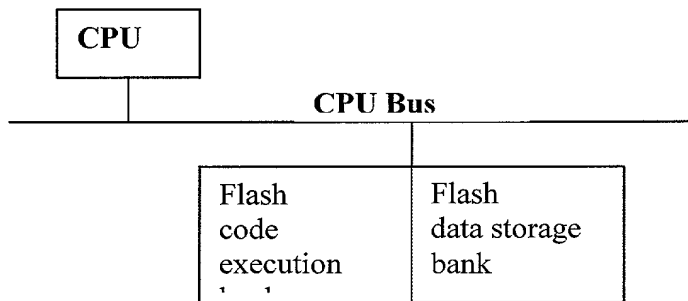 CPU
CPU Bus
Flash
code
execution
Flash
data storage
bank